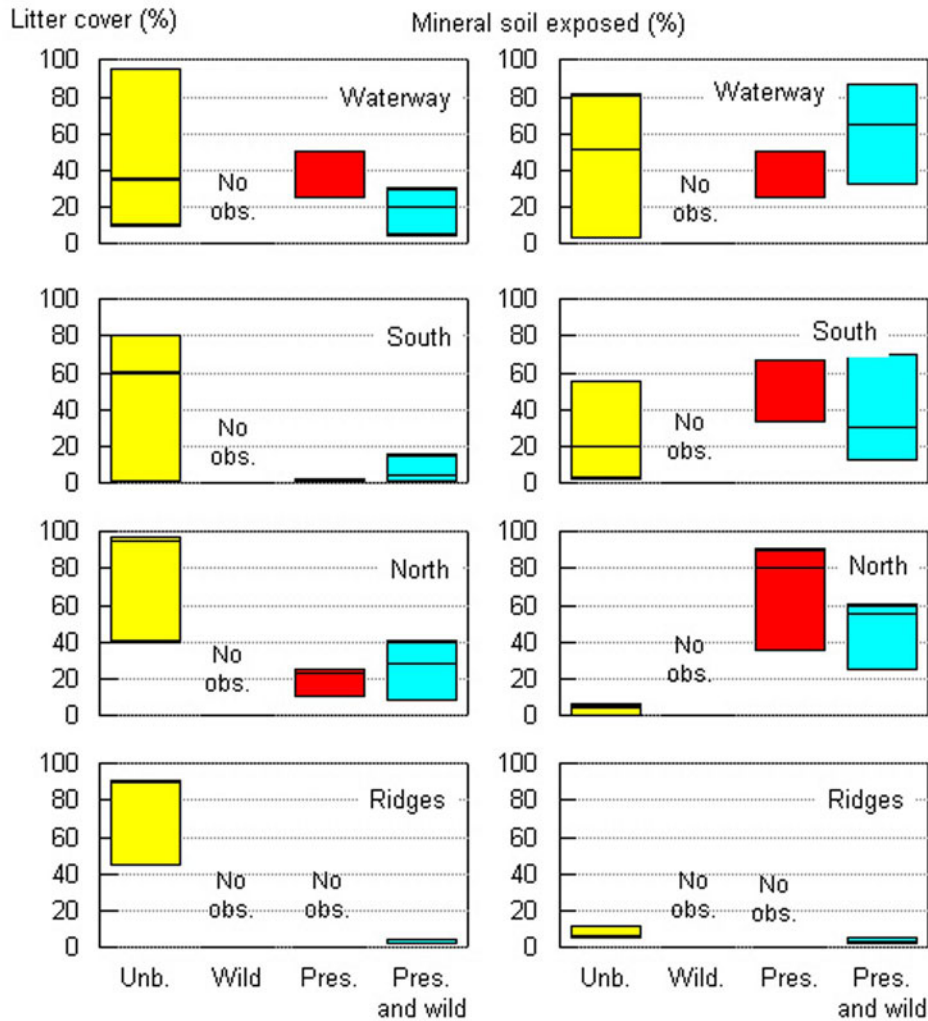 Litter cover (%)
Mineral soil exposed (%)
100
80
60
40
20
0
Waterway
No
obs.
100
80
60
40
20
0
Waterway
No
obs.
100
80
60
40
20
0
South
No
obs.
100
80
60
40
20
0
South
No
obs.
100
80
60
40
20
0
North
No
obs.
100
80
60
40
20
0
North
No
obs.
100
80
60
40
20
0
Ridges
No
obs.
No
obs.
Unb.
Wild
Pres.
Pres.
and wild
100
80
60
40
20
0
Ridges
No
obs.
No
obs.
Unb.
Wild.
Pres.
Pres.
and wild